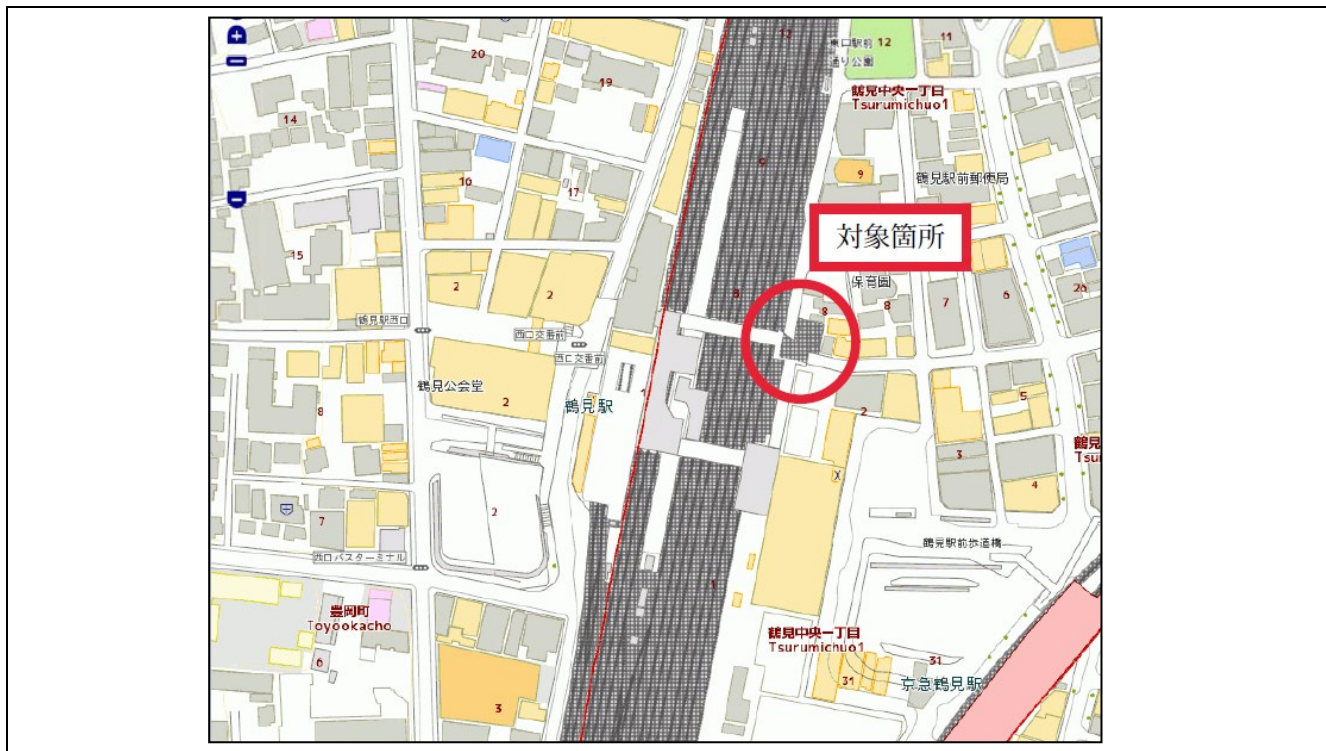 20
19
14
16
17
15
2
2
鶴見駅西口
西口交番前
西口交番前
鶴見公会堂
2
鶴見駅
8
7
2
西口バスターミナル
豊岡町
Toyookacho
6
3
13
東口駅前
通り公園
12
11
鶴見中央一丁目
Tsurumichuo1
9
9
鶴見駅前郵便局
対象箇所
保育園
8
8
8
7
6
26
1
2
5
3
4
鶴見
Tsu
X
鶴見駅前歩道橋
1
鶴見中央一丁目
Tsurumichuo1
31
31
京急鶴見駅